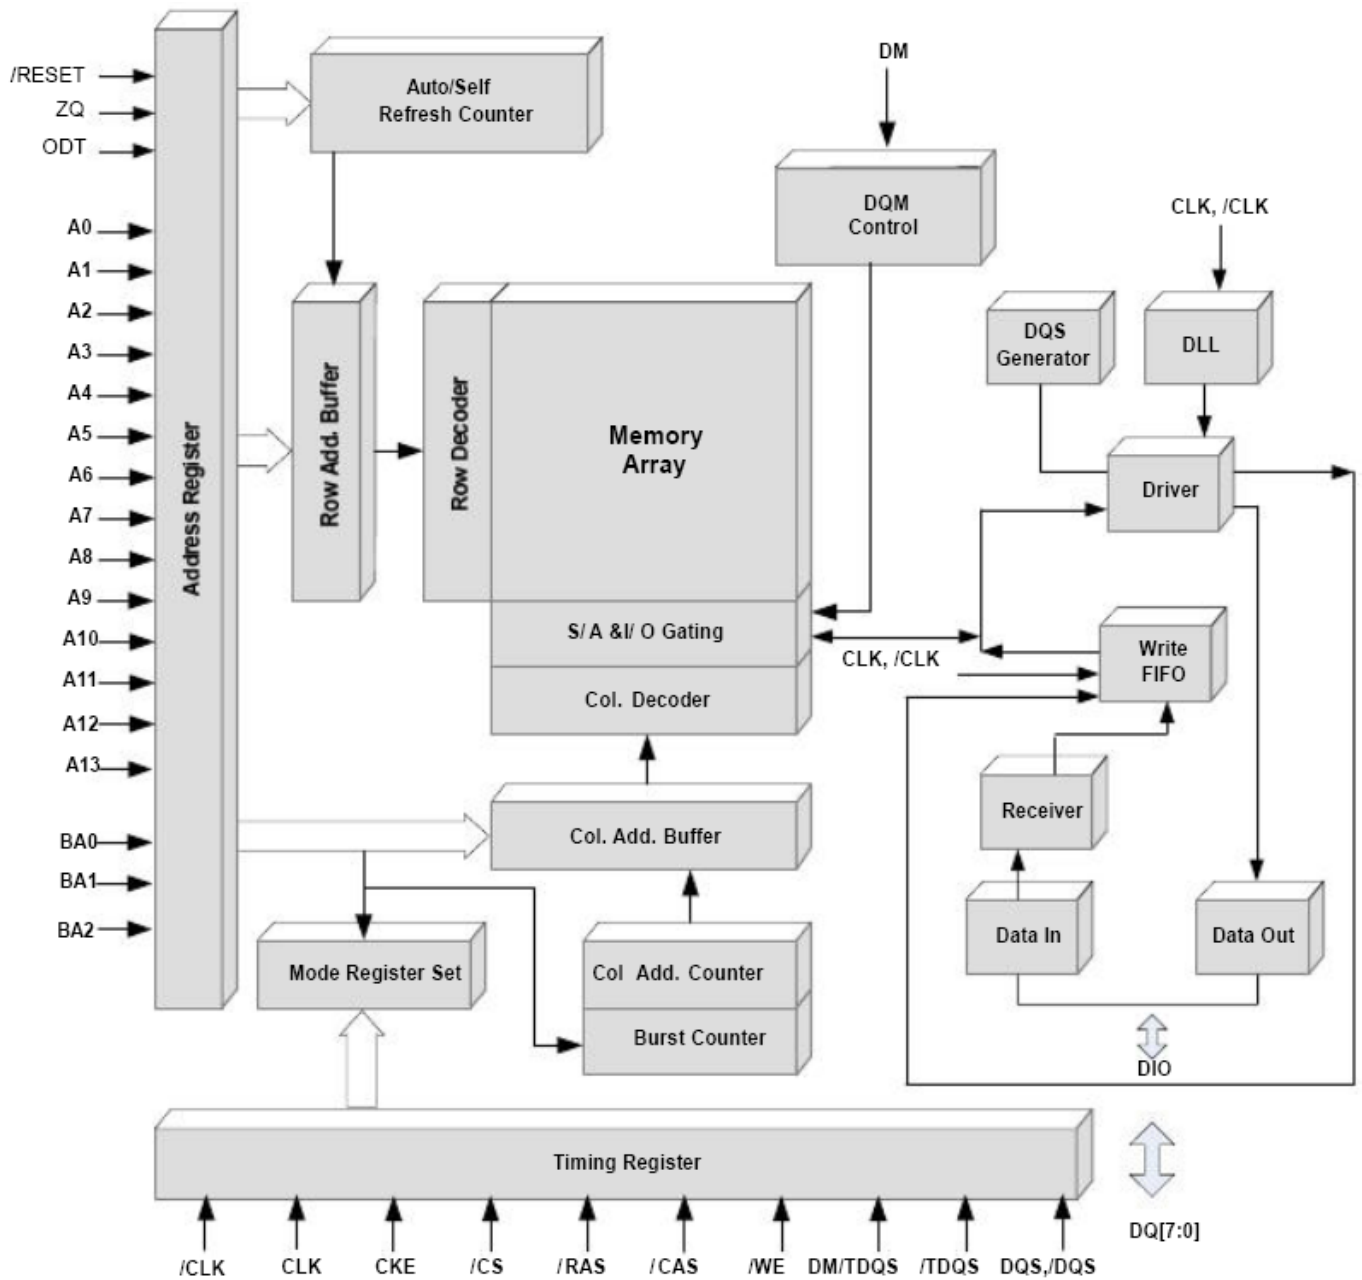 /RESET
ZQ
ODT
A0
A1
A2
A3
A4
A5
A6
A7
A8
A9
A10
A11
A12
A13
BA0
BA1
BA2
Address Register
Auto/Self
Refresh Counter
Row Add. Buffer
Row Decoder
Memory
Array
S/ A &I/ O Gating
Col. Decoder
Col. Add. Buffer
Mode Register Set
Col Add. Counter
Burst Counter
DM
DQM
Control
CLK, /CLK
DQS
Generator
DLL
Driver
CLK, /CLK
Write
FIFO
Receiver
Data In
Data Out
DIO
Timing Register
DQ[7:0]
/CLK
CLK
CKE
/CS
/RAS
/CAS
/WE
DM/TDQS
/TDQS
DQS,/DQS